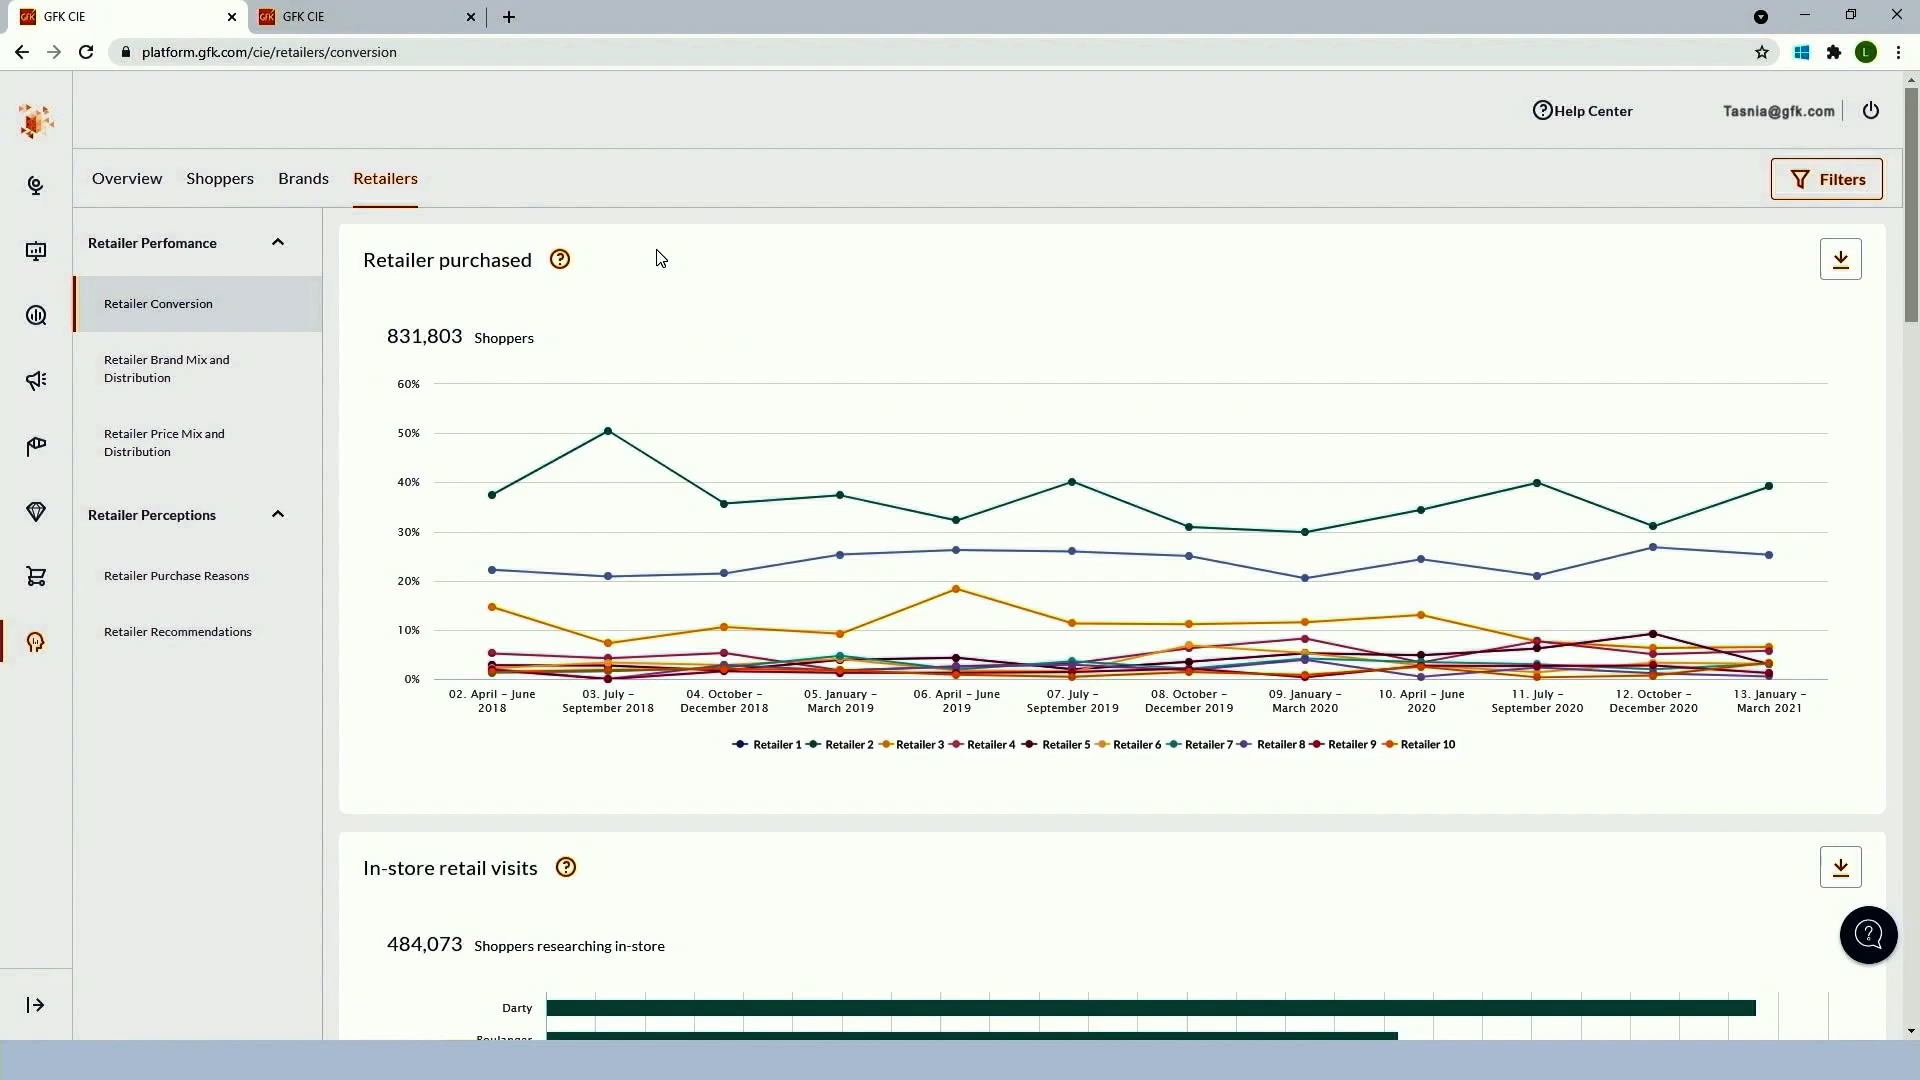 GFK CIE
GFK CIE
platform.gfk.com/cie/retailers/conversion
L
Help Center
Tasnia@gfk.com
Overview
Shoppers
Brands
Retailers
Filters
Retailer Perfomance
Retailer Conversion
Retailer Brand Mix and
Distribution
Retailer Price Mix and
Distribution
Retailer Perceptions
Retailer Purchase Reasons
Retailer Recommendations
Retailer purchased
831,803 Shoppers
60%
50%
40%
30%
20%
10%
0%
02. April – June
2018
03. July –
September 2018
04. October –
December 2018
05. January –
March 2019
06. April – June
2019
07. July –
September 2019
08. October –
December 2019
09. January –
March 2020
10. April – June
2020
11. July –
September 2020
12. October –
December 2020
13. January –
March 2021
Retailer 1 Retailer 2 Retailer 3 Retailer 4 Retailer 5 Retailer 6 Retailer 7 Retailer 8 Retailer 9 Retailer 10
In-store retail visits
484,073 Shoppers researching in-store
Darty
Boulanger